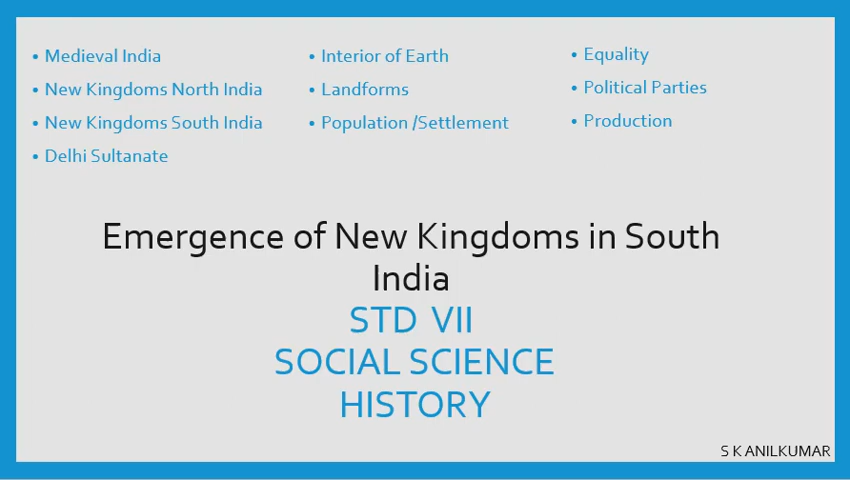 • Medieval India
• New Kingdoms North India
• New Kingdoms South India
• Delhi Sultanate
• Interior of Earth
• Landforms
• Population /Settlement
• Equality
• Political Parties
• Production
Emergence of New Kingdoms in South
India
STD VII
SOCIAL SCIENCE
HISTORY
S K ANILKUMAR